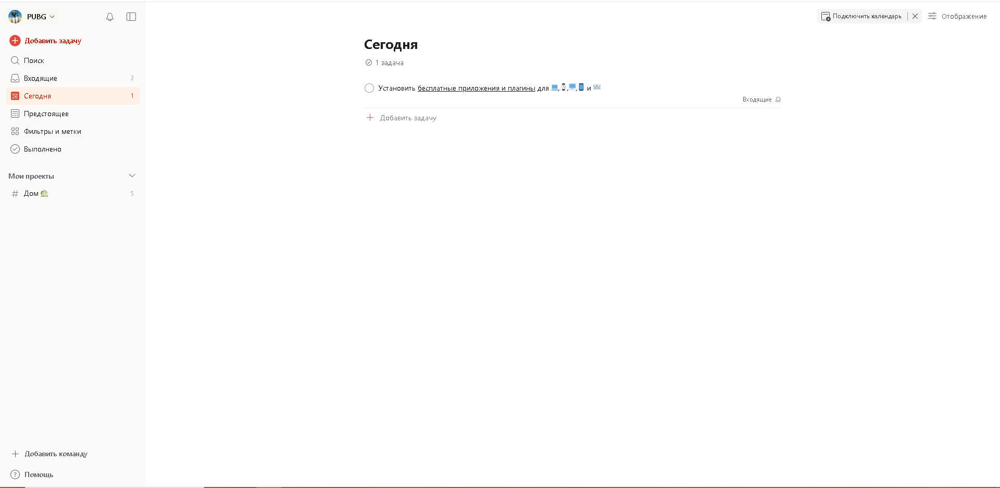 PUBG
Добавить задачу
Поиск
Входящие 2
26 Сегодня 1
Предстоящее
Фильтры и метки
Выполнено
Мои проекты
# Дом 🏡 5
Добавить команду
? Помощь
Подключить календарь
Отображение
Сегодня
1 задача
Установить бесплатные приложения и плагины для 💻,⌚,🖥,📱 и 📨
Входящие
Добавить задачу